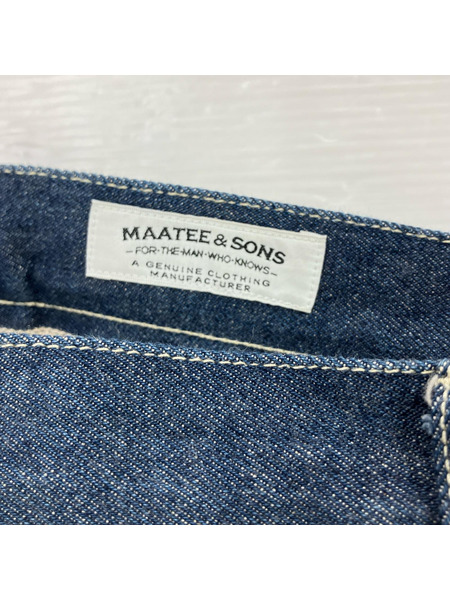 MAATEE & SONS
—FOR·THE·MAN·WHO·KNOWS—
A GENUINE CLOTHING
MANUFACTURER